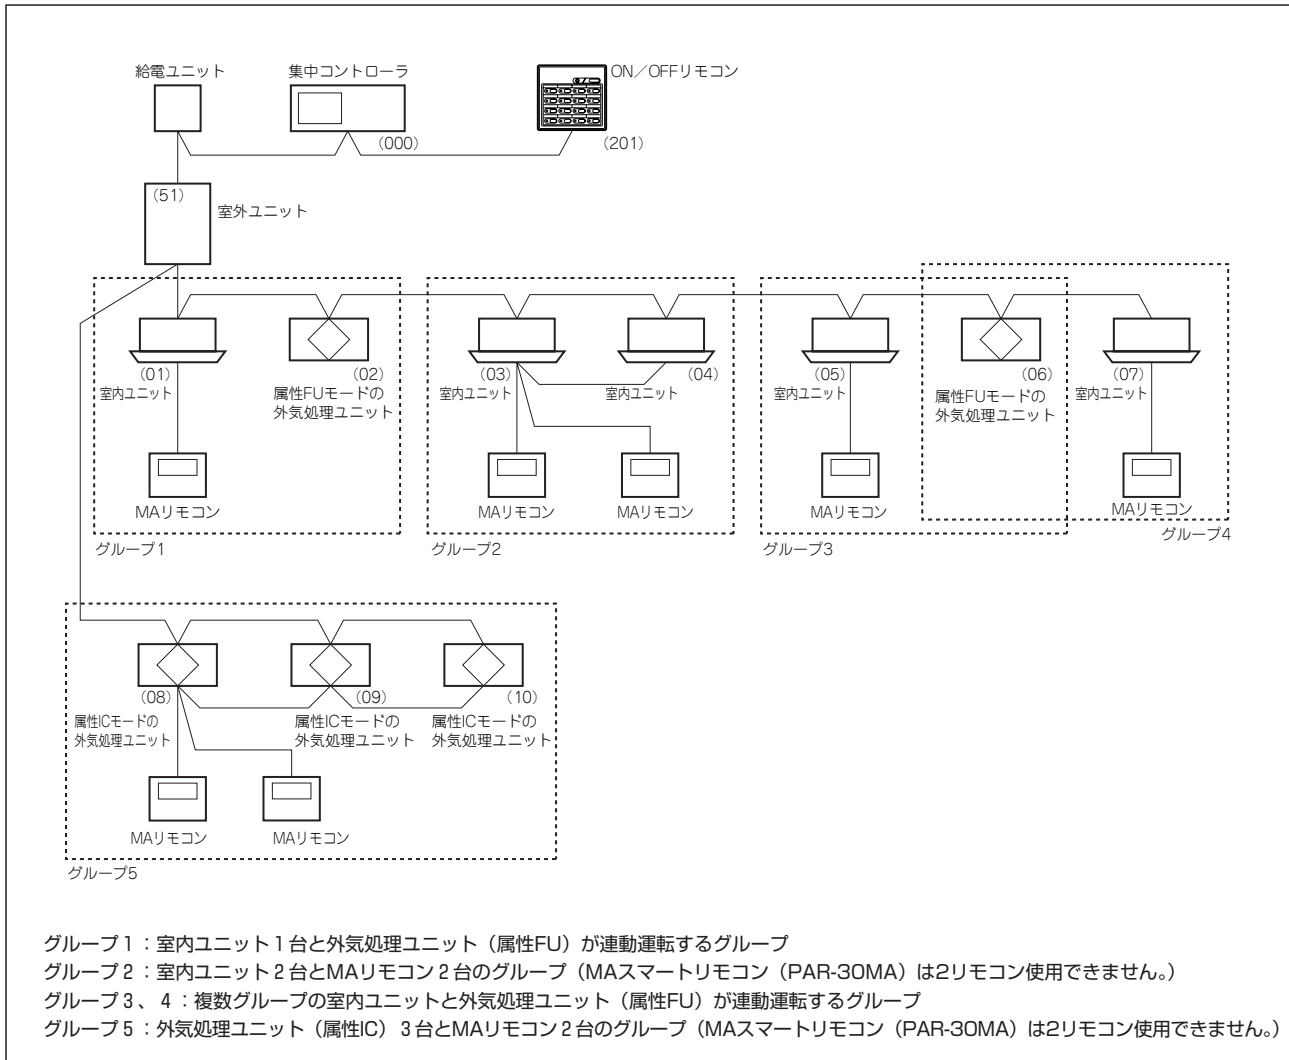 給電ユニット
集中コントローラ
ON／OFFリモコン
(000)
(201)
(51)
室外ユニット
(01)
室内ユニット
(02)
属性FUモードの
外気処理ユニット
(03)
室内ユニット
(04)
室内ユニット
(05)
室内ユニット
(06)
属性FUモードの
外気処理ユニット
(07)
室内ユニット
MAリモコン
MAリモコン
MAリモコン
MAリモコン
MAリモコン
グループ1
グループ2
グループ3
グループ4
(08)
属性ICモードの
外気処理ユニット
(09)
属性ICモードの
外気処理ユニット
(10)
属性ICモードの
外気処理ユニット
MAリモコン
MAリモコン
グループ5
グループ1：室内ユニット1台と外気処理ユニット（属性FU）が連動運転するグループ
グループ2：室内ユニット2台とMAリモコン2台のグループ（MAスマートリモコン（PAR-30MA）は2リモコン使用できません。）
グループ3、4：複数グループの室内ユニットと外気処理ユニット（属性FU）が連動運転するグループ
グループ5：外気処理ユニット（属性IC）3台とMAリモコン2台のグループ（MAスマートリモコン（PAR-30MA）は2リモコン使用できません。）